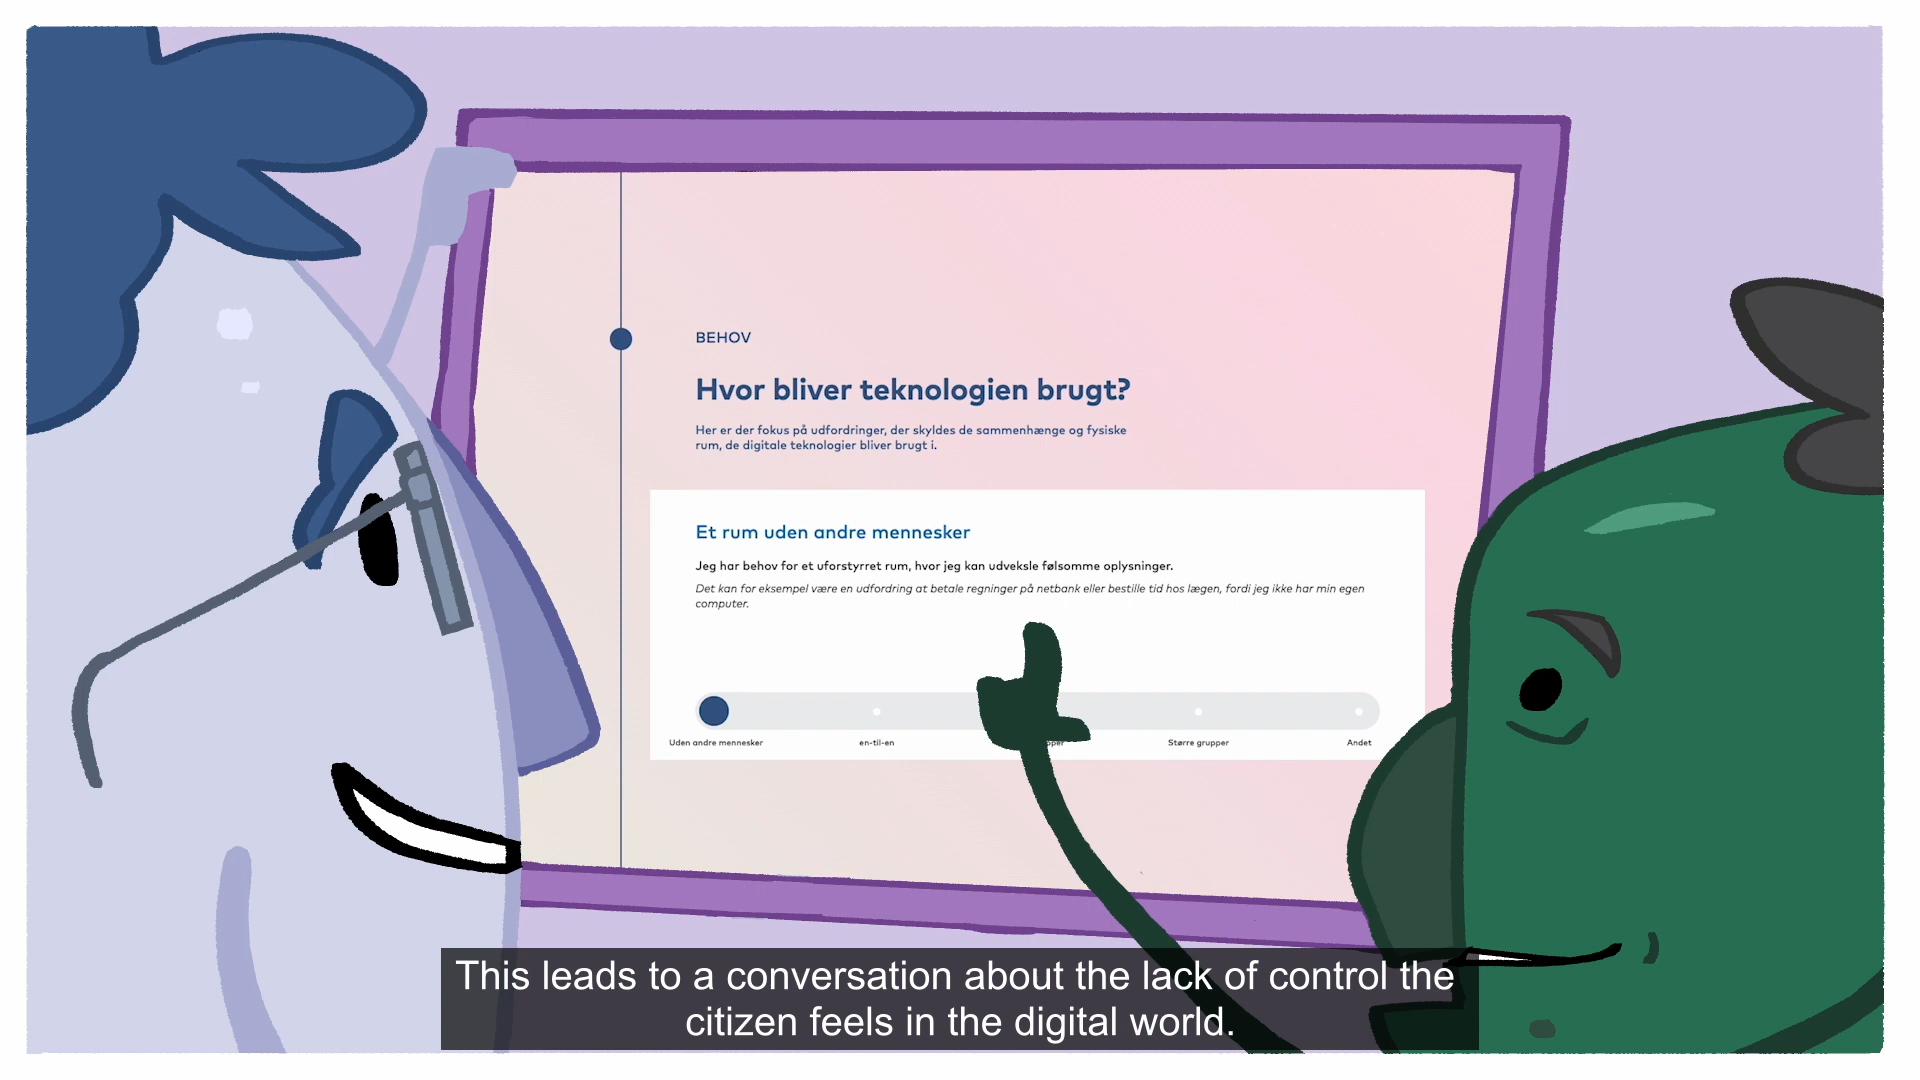 BEHOV
Hvor bliver teknologien brugt?
Her er der fokus på udfordringer, der skyldes de sammenhænge og fysiske
rum, de digitale teknologier bliver brugt i.
Et rum uden andre mennesker
Jeg har behov for et uforstyrret rum, hvor jeg kan udveksle følsomme oplysninger.
Det kan for eksempel være en udfordring at betale regninger på netbank eller bestille tid hos lægen, fordi jeg ikke har min egen
computer.
Uden andre mennesker en-til-en Større grupper Andet
This leads to a conversation about the lack of control the
citizen feels in the digital world.